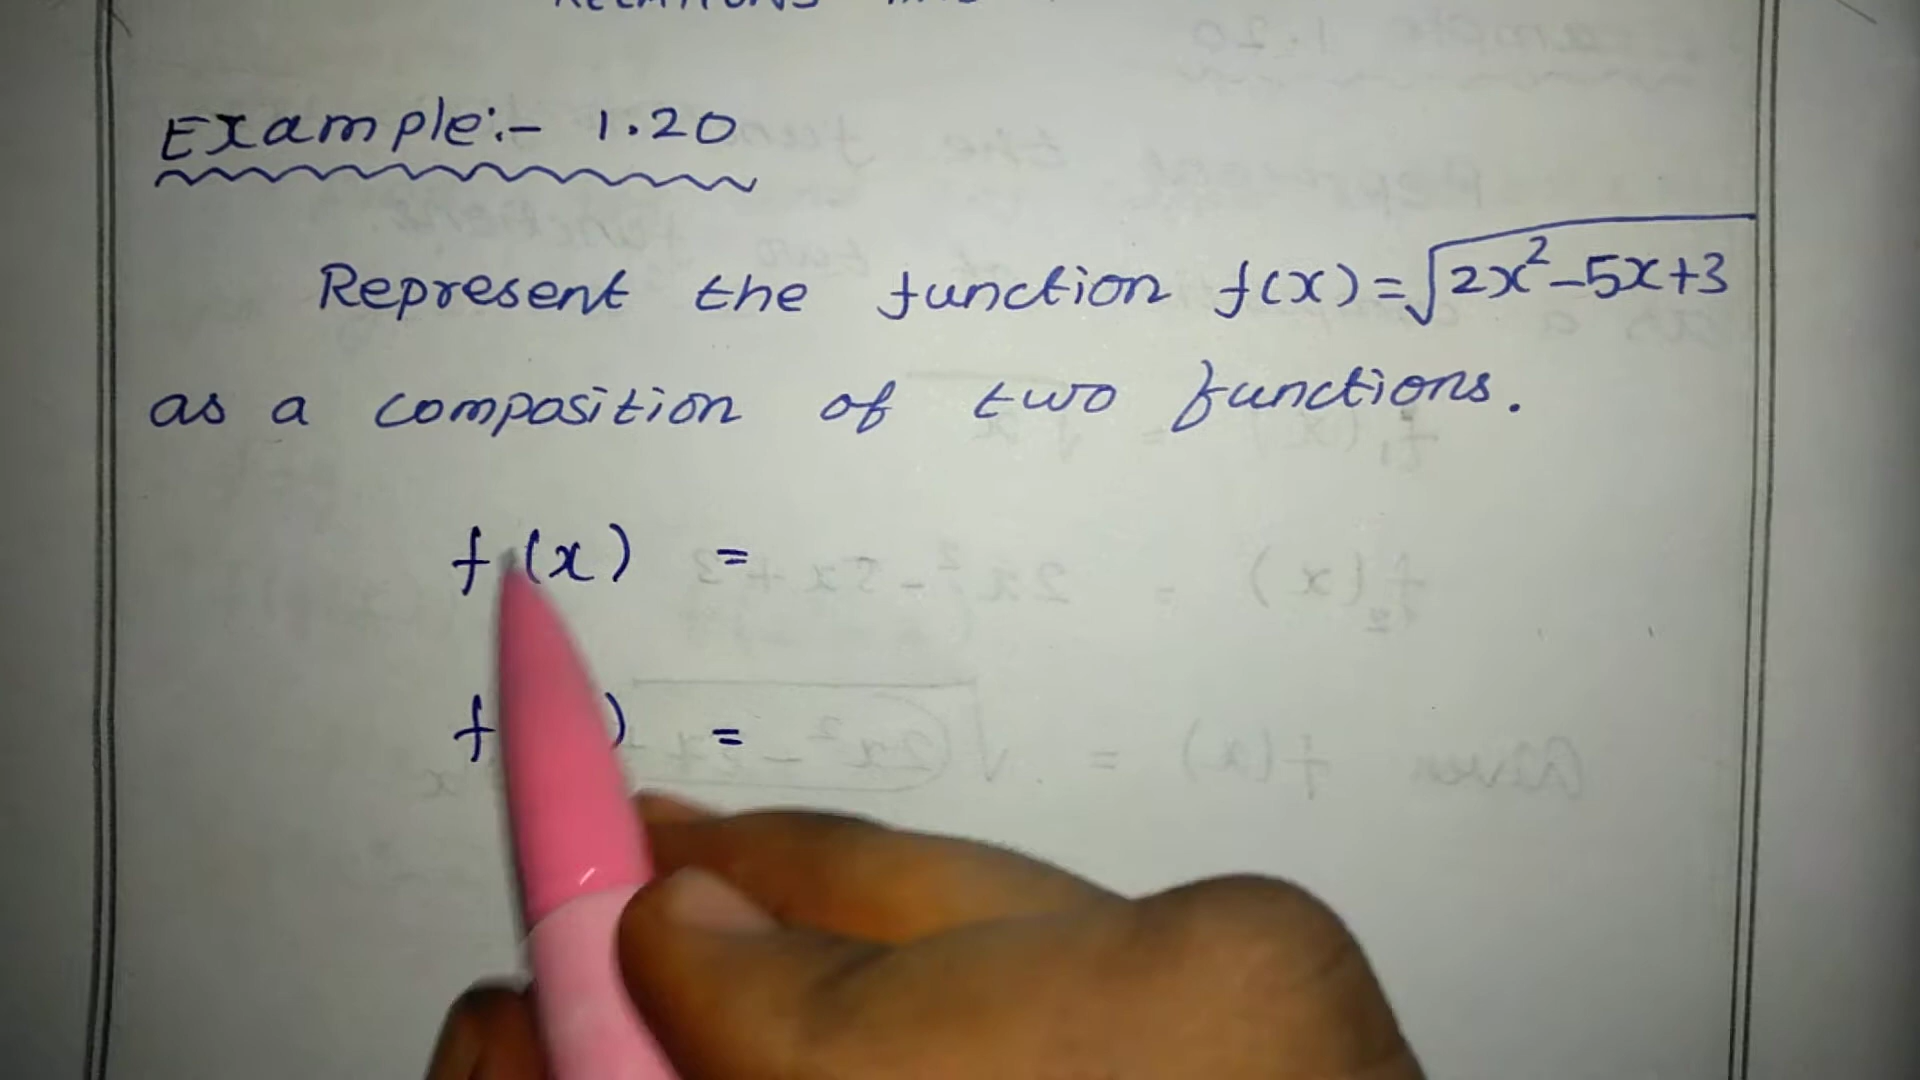 Example:- 1.20
Represent the function f(x)=√2x²-5x+3
as a composition of two functions.
f(x) =
f ) =